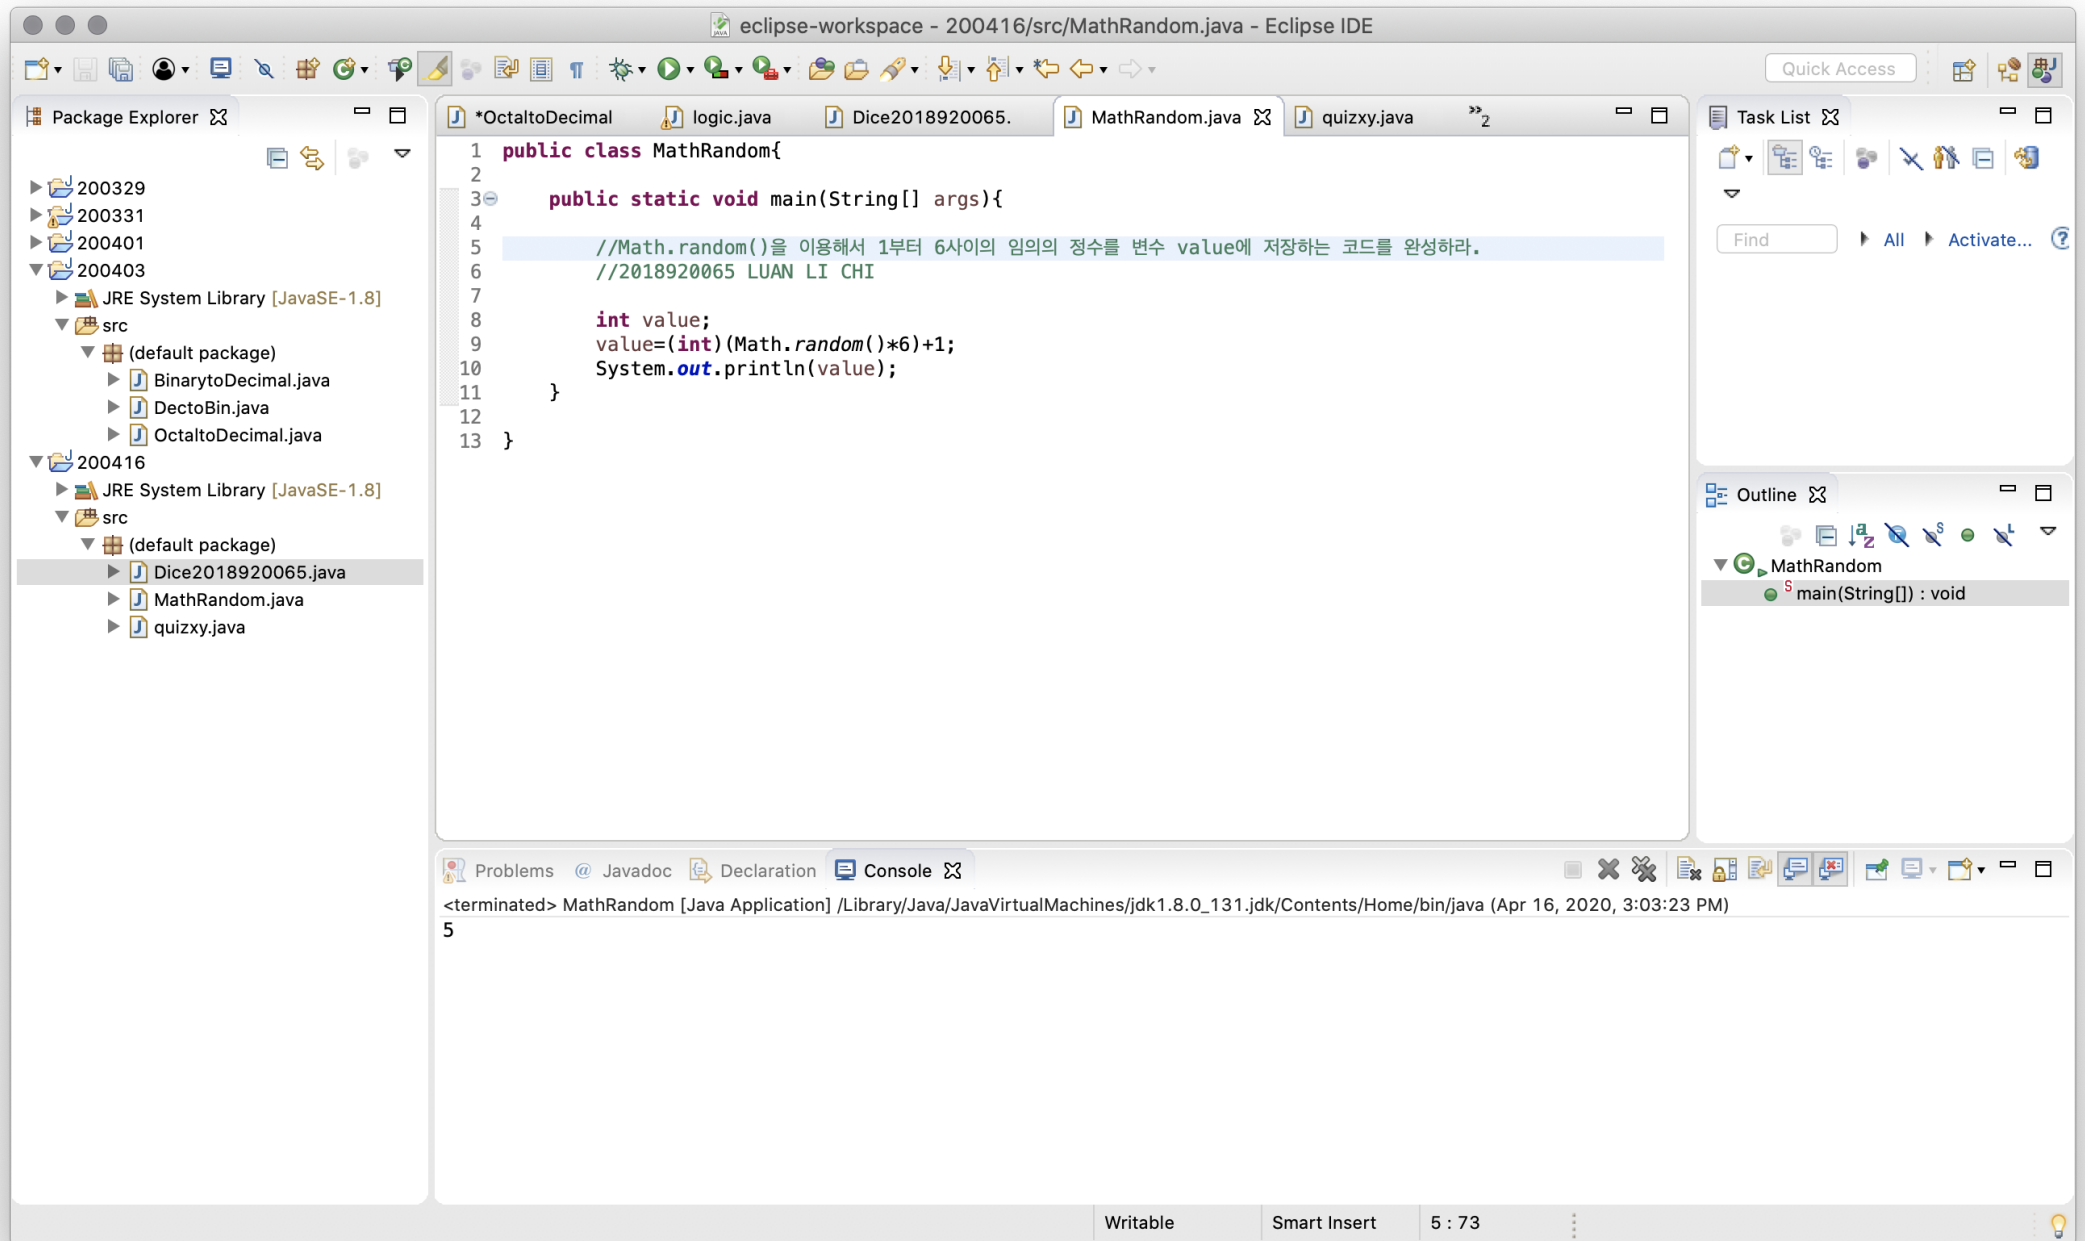 eclipse-workspace - 200416/src/MathRandom.java - Eclipse IDE
Quick Access
Package Explorer
200329
200331
200401
200403
JRE System Library [JavaSE-1.8]
src
(default package)
BinarytoDecimal.java
DectoBin.java
OctaltoDecimal.java
200416
JRE System Library [JavaSE-1.8]
src
(default package)
Dice2018920065.java
MathRandom.java
quizxy.java
*OctaltoDecimal
logic.java
Dice2018920065.
MathRandom.java
quizxy.java
»2
1 public class MathRandom{
2
3 public static void main(String[] args){
4
5 //Math.random()을 이용해서 1부터 6사이의 임의의 정수를 변수 value에 저장하는 코드를 완성하라.
6 //2018920065 LUAN LI CHI
7
8 int value;
9 value=(int)(Math.random()*6)+1;
10 System.out.println(value);
11 }
12
13 }
Task List
Find
All
Activate...
Outline
MathRandom
main(String[]) : void
Problems
@ Javadoc
Declaration
Console
<terminated> MathRandom [Java Application] /Library/Java/JavaVirtualMachines/jdk1.8.0_131.jdk/Contents/Home/bin/java (Apr 16, 2020, 3:03:23 PM)
5
Writable
Smart Insert
5 : 73